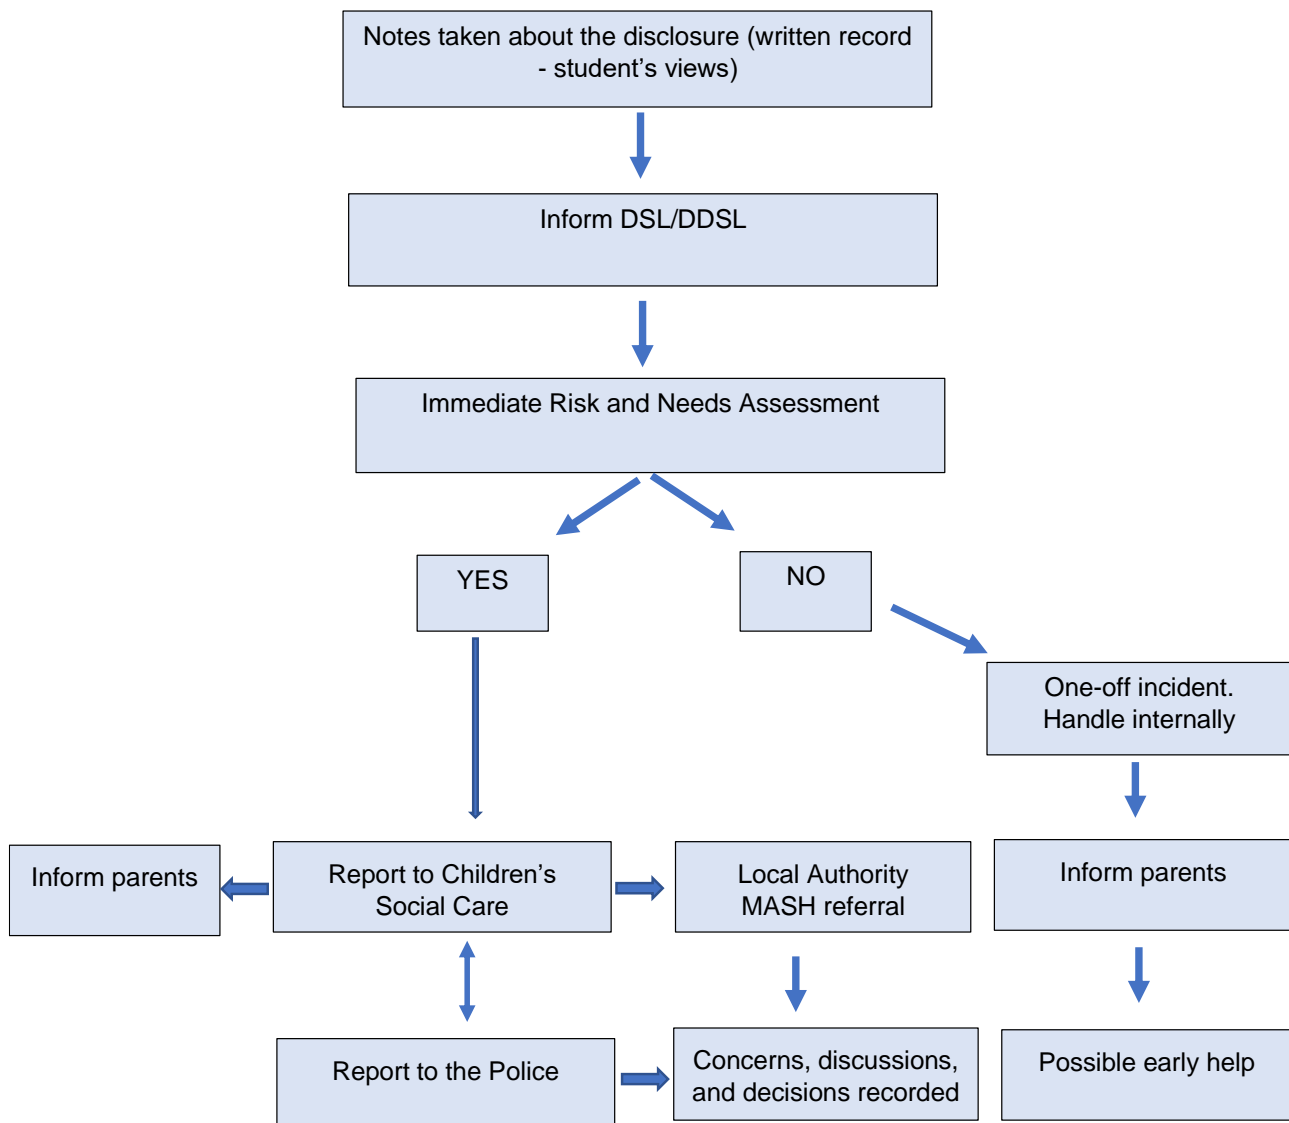 Notes taken about the disclosure (written record
- student’s views)
Inform DSL/DDSL
Immediate Risk and Needs Assessment
YES
NO
One-off incident.
Handle internally
Inform parents
Report to Children’s
Social Care
Local Authority
MASH referral
Inform parents
Report to the Police
Concerns, discussions,
and decisions recorded
Possible early help